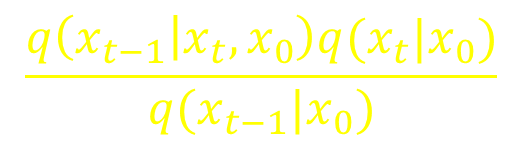 q(x_{t−1}|x_t, x_0)q(x_t|x_0)
q(x_{t−1}|x_0)